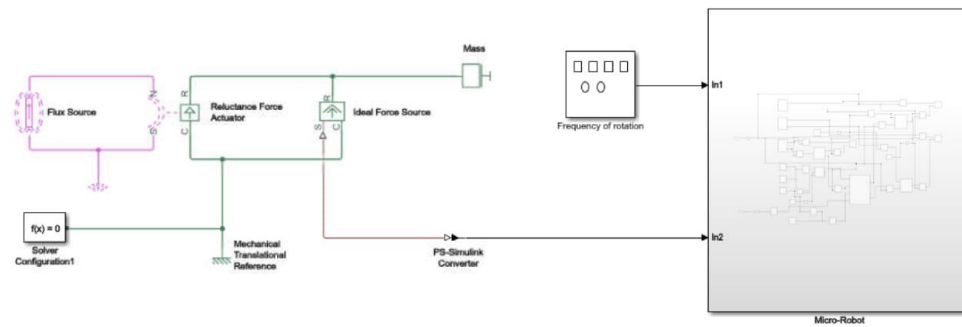 Mass
Flux Source
N
S
R
C
Reluctance Force
Actuator
R
S
C
Ideal Force Source
Frequency of rotation
In1
f(x) = 0
Solver
Configuration1
Mechanical
Translational
Reference
PS-Simulink
Converter
In2
Micro-Robot